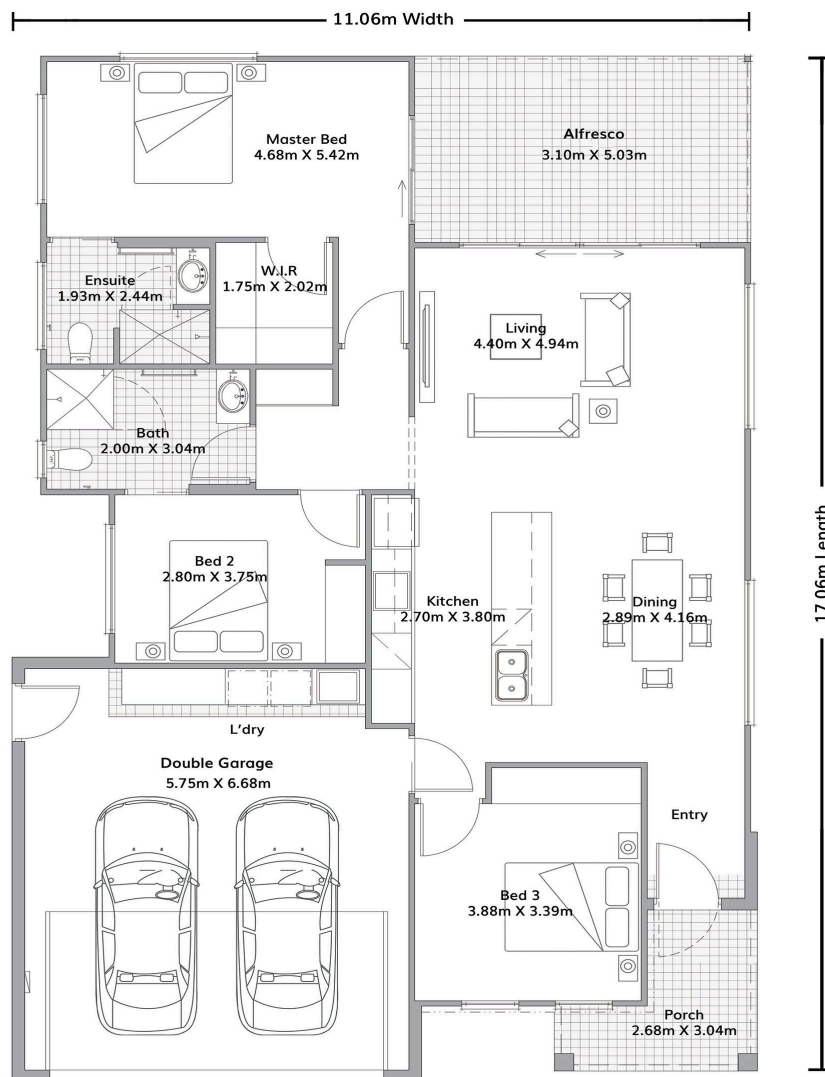 11.06m Width
Master Bed
4.68m X 5.42m
Alfresco
3.10m X 5.03m
Ensuite
1.93m X 2.44m
W.I.R
1.75m X 2.02m
Living
4.40m X 4.94m
Bath
2.00m X 3.04m
17.06m Length
Bed 2
2.80m X 3.75m
Kitchen
2.70m X 3.80m
Dining
2.89m X 4.16m
L'dry
Double Garage
5.75m X 6.68m
Entry
Bed 3
3.88m X 3.39m
Porch
2.68m X 3.04m